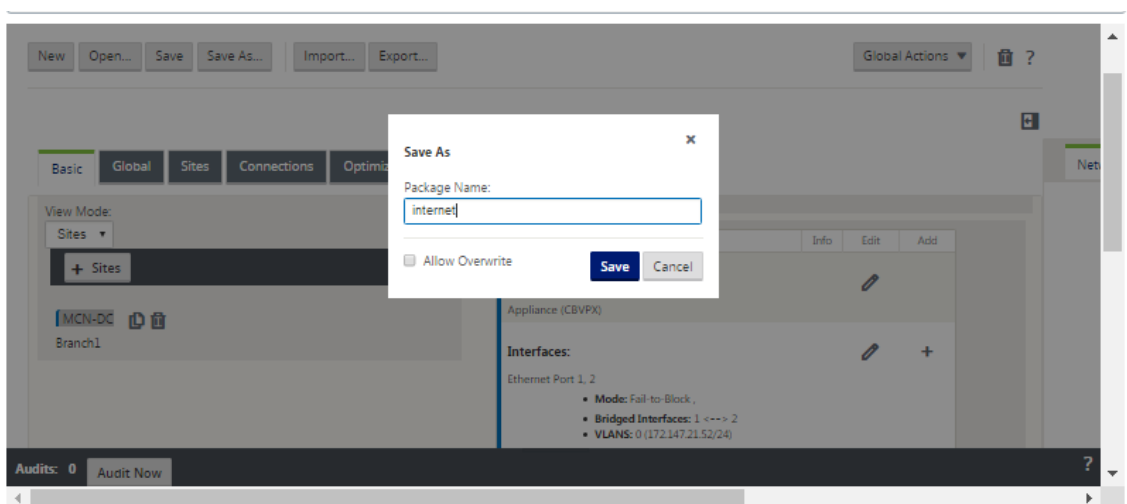 New Open... Save Save As... Import... Export... Global Actions ?
Save As
Package Name:
internet
Allow Overwrite Save Cancel
Basic Global Sites Connections Optimiz Net
View Mode:
Sites
Info Edit Add
+ Sites
MCN-DC
Branch1
Appliance (CBVPX)
Interfaces: +
Ethernet Port 1, 2
• Mode: Fail-to-Block ,
• Bridged Interfaces: 1 <--> 2
• VLANS: 0 (172.147.21.52/24)
Audits: 0 Audit Now ?